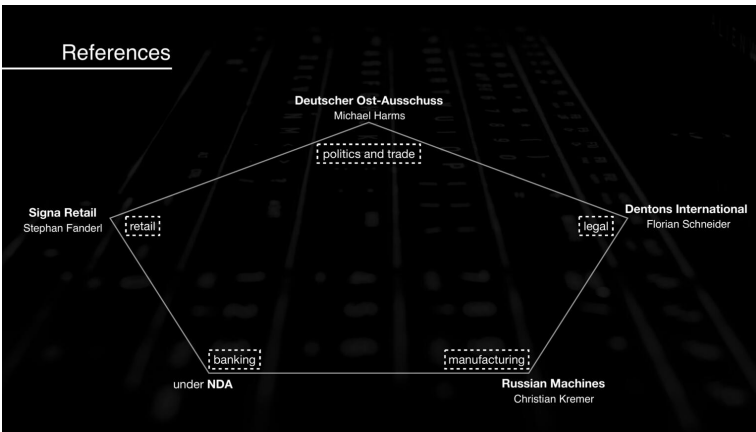 References
Deutscher Ost-Ausschuss
Michael Harms
politics and trade
Signa Retail
Stephan Fanderl
retail
Dentons International
Florian Schneider
legal
banking
under NDA
manufacturing
Russian Machines
Christian Kremer